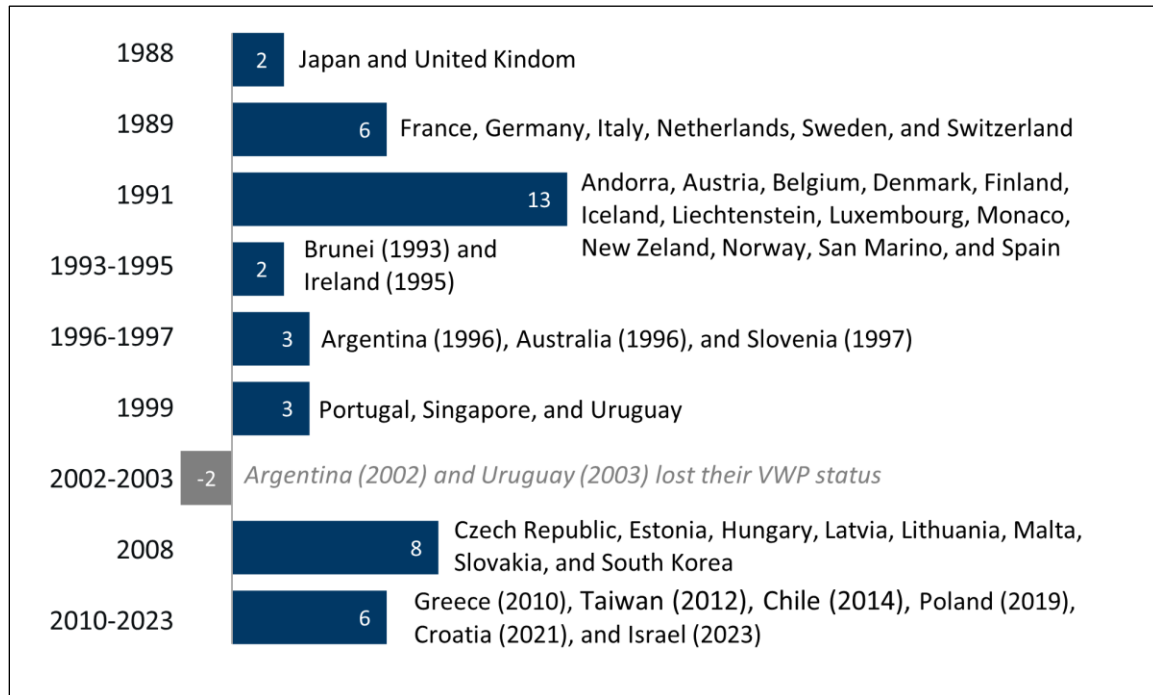 1988
2
Japan and United Kindom
1989
6
France, Germany, Italy, Netherlands, Sweden, and Switzerland
1991
13
Andorra, Austria, Belgium, Denmark, Finland,
Iceland, Liechtenstein, Luxembourg, Monaco,
New Zeland, Norway, San Marino, and Spain
1993-1995
2
Brunei (1993) and
Ireland (1995)
1996-1997
3
Argentina (1996), Australia (1996), and Slovenia (1997)
1999
3
Portugal, Singapore, and Uruguay
2002-2003
-2
Argentina (2002) and Uruguay (2003) lost their VWP status
2008
8
Czech Republic, Estonia, Hungary, Latvia, Lithuania, Malta,
Slovakia, and South Korea
2010-2023
6
Greece (2010), Taiwan (2012), Chile (2014), Poland (2019),
Croatia (2021), and Israel (2023)